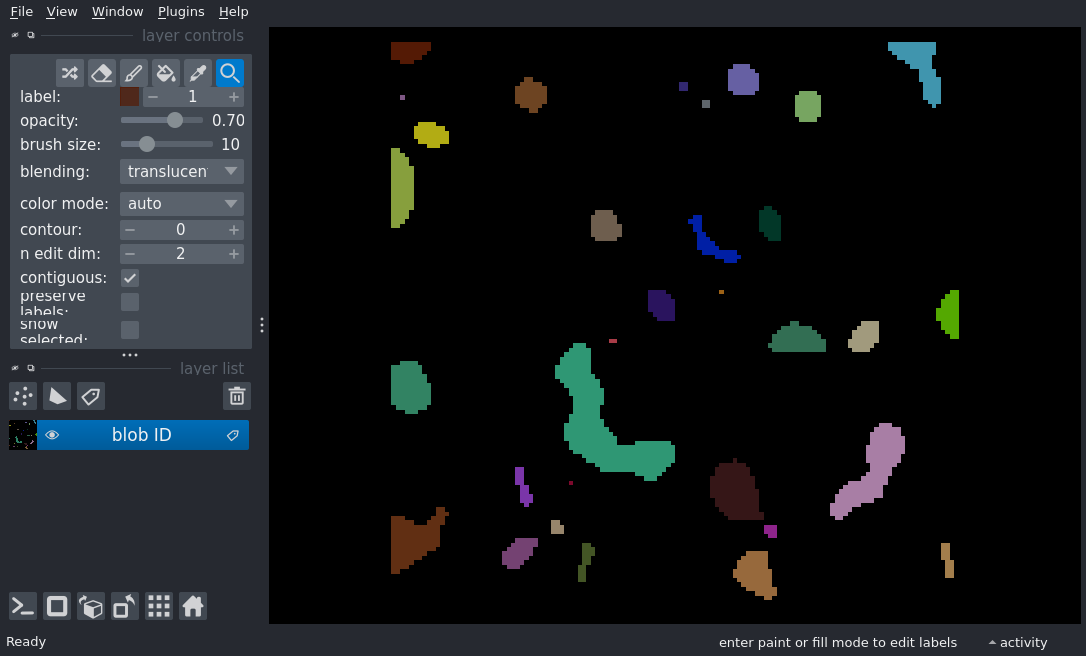 File View Window Plugins Help
layer controls
label: 1
opacity: 0.70
brush size: 10
blending: translucen
color mode: auto
contour: 0
n edit dim: 2
contiguous:
preserve
labels:
show
selected:
layer list
blob ID
Ready
enter paint or fill mode to edit labels
activity